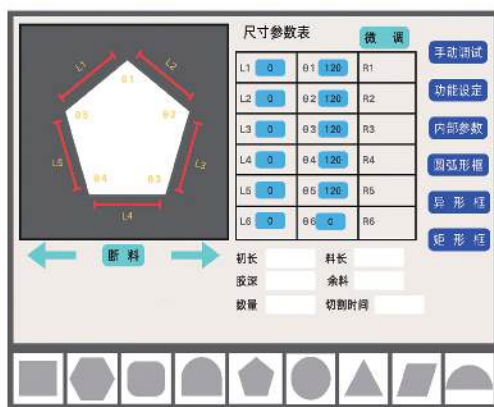 尺寸参数表
微 调
L1 0 θ1 120 R1
L2 0 θ2 120 R2
L3 0 θ3 120 R3
L4 0 θ4 120 R4
L5 0 θ5 120 R5
L6 0 θ6 0 R6
L1
L2
θ1
θ5
θ2
L5
L3
θ4
θ3
L4
断 料
初长
料长
胶深
余料
数量
切割时间
手动调试
功能设定
内部参数
圆弧形框
异 形 框
矩 形 框